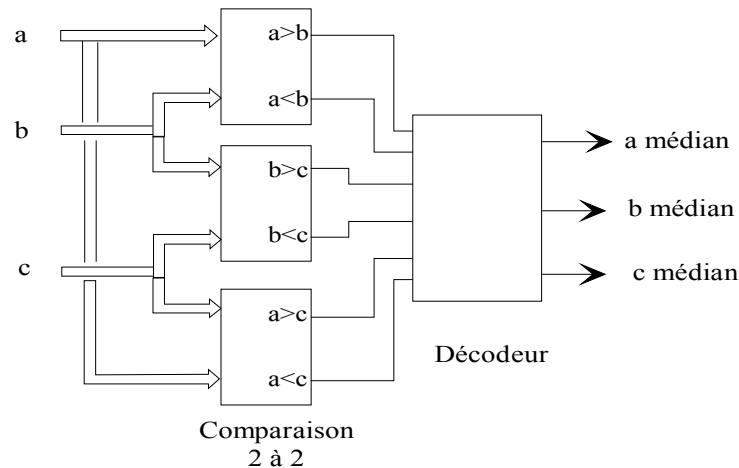 a
a>b
a<b
b
b>c
b<c
c
a>c
a<c
a médian
b médian
c médian
Décodeur
Comparaison
2 à 2